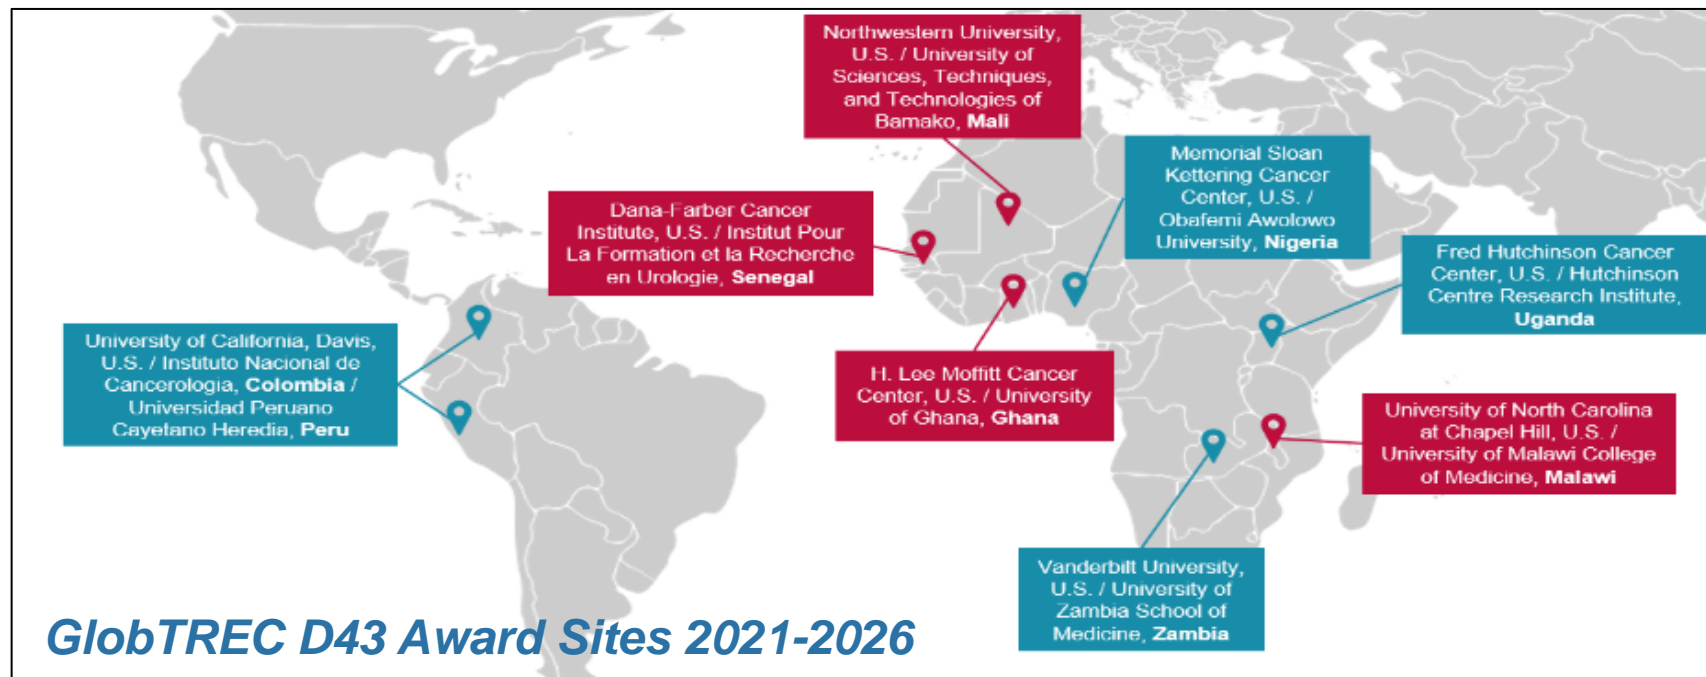 Northwestern University,
U.S. / University of
Sciences, Techniques,
and Technologies of
Bamako, Mali
Memorial Sloan
Kettering Cancer
Center, U.S. /
Obafemi Awolowo
University, Nigeria
Dana-Farber Cancer
Institute, U.S. / Institut Pour
La Formation et la Recherche
en Urologie, Senegal
Fred Hutchinson Cancer
Center, U.S. / Hutchinson
Centre Research Institute,
Uganda
University of California, Davis,
U.S. / Instituto Nacional de
Cancerologia, Colombia /
Universidad Peruano
Cayetano Heredia, Peru
H. Lee Moffitt Cancer
Center, U.S. / University
of Ghana, Ghana
University of North Carolina
at Chapel Hill, U.S. /
University of Malawi College
of Medicine, Malawi
Vanderbilt University,
U.S. / University of
Zambia School of
Medicine, Zambia
GlobTREC D43 Award Sites 2021-2026